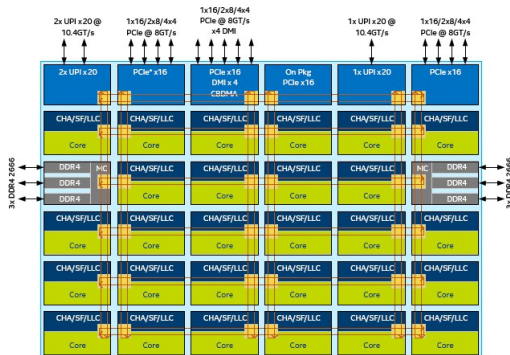 2x UPI x20 @
10.4GT/s
1x16/2x8/4x4
PCIe @ 8GT/s
1x16/2x8/4x4
PCIe @ 8GT/s
x4 DMI
1x UPI x20 @
10.4GT/s
1x16/2x8/4x4
PCIe @ 8GT/s
2x UPI x20
PCIe* x16
PCIe x16
DMI x 4
CBDMA
On Pkg
PCIe x16
1x UPI x20
PCIe x16
CHA/SF/LLC
CHA/SF/LLC
CHA/SF/LLC
CHA/SF/LLC
CHA/SF/LLC
CHA/SF/LLC
Core
Core
Core
Core
Core
Core
3x DDR4 2666
DDR4
DDR4
DDR4
MC
CHA/SF/LLC
CHA/SF/LLC
CHA/SF/LLC
CHA/SF/LLC
Core
Core
Core
Core
MC
DDR4
DDR4
DDR4
3x DDR4 2666
CHA/SF/LLC
CHA/SF/LLC
CHA/SF/LLC
CHA/SF/LLC
CHA/SF/LLC
CHA/SF/LLC
Core
Core
Core
Core
Core
Core
CHA/SF/LLC
CHA/SF/LLC
CHA/SF/LLC
CHA/SF/LLC
CHA/SF/LLC
CHA/SF/LLC
Core
Core
Core
Core
Core
Core
CHA/SF/LLC
CHA/SF/LLC
CHA/SF/LLC
CHA/SF/LLC
CHA/SF/LLC
CHA/SF/LLC
Core
Core
Core
Core
Core
Core